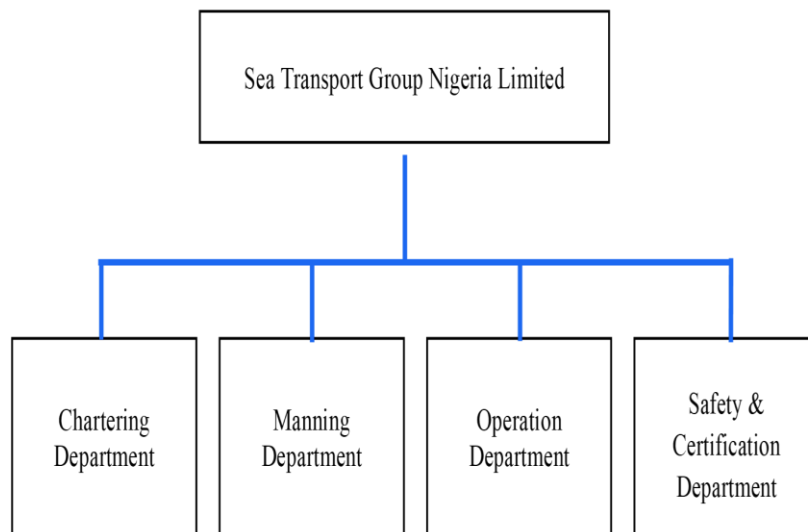 Sea Transport Group Nigeria Limited
Chartering
Department
Manning
Department
Operation
Department
Safety &
Certification
Department